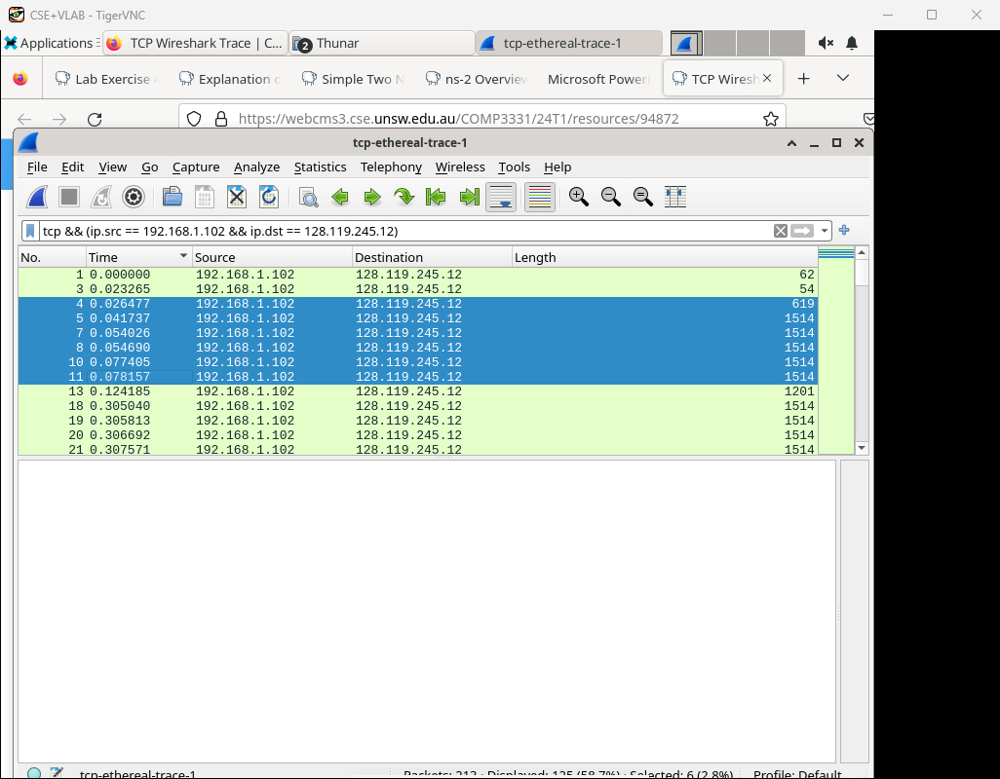 CSE+VLAB - TigerVNC
Applications TCP Wireshark Trace | C... 2 Thunar tcp-ethereal-trace-1
Lab Exercise Explanation o Simple Two N ns-2 Overview Microsoft Power TCP Wiresh
https://webcms3.cse.unsw.edu.au/COMP3331/24T1/resources/94872
tcp-ethereal-trace-1
File Edit View Go Capture Analyze Statistics Telephony Wireless Tools Help
tcp && (ip.src == 192.168.1.102 && ip.dst == 128.119.245.12)
No. Time Source Destination Length
1 0.000000 192.168.1.102 128.119.245.12 62
3 0.023265 192.168.1.102 128.119.245.12 54
4 0.026477 192.168.1.102 128.119.245.12 619
5 0.041737 192.168.1.102 128.119.245.12 1514
7 0.054026 192.168.1.102 128.119.245.12 1514
8 0.054690 192.168.1.102 128.119.245.12 1514
10 0.077405 192.168.1.102 128.119.245.12 1514
11 0.078157 192.168.1.102 128.119.245.12 1514
13 0.124185 192.168.1.102 128.119.245.12 1201
18 0.305040 192.168.1.102 128.119.245.12 1514
19 0.305813 192.168.1.102 128.119.245.12 1514
20 0.306692 192.168.1.102 128.119.245.12 1514
21 0.307571 192.168.1.102 128.119.245.12 1514
tcp-ethereal-trace-1 Packets: 213 · Displayed: 125 (58.7%) · Selected: 6 (2.8%) Profile: Default